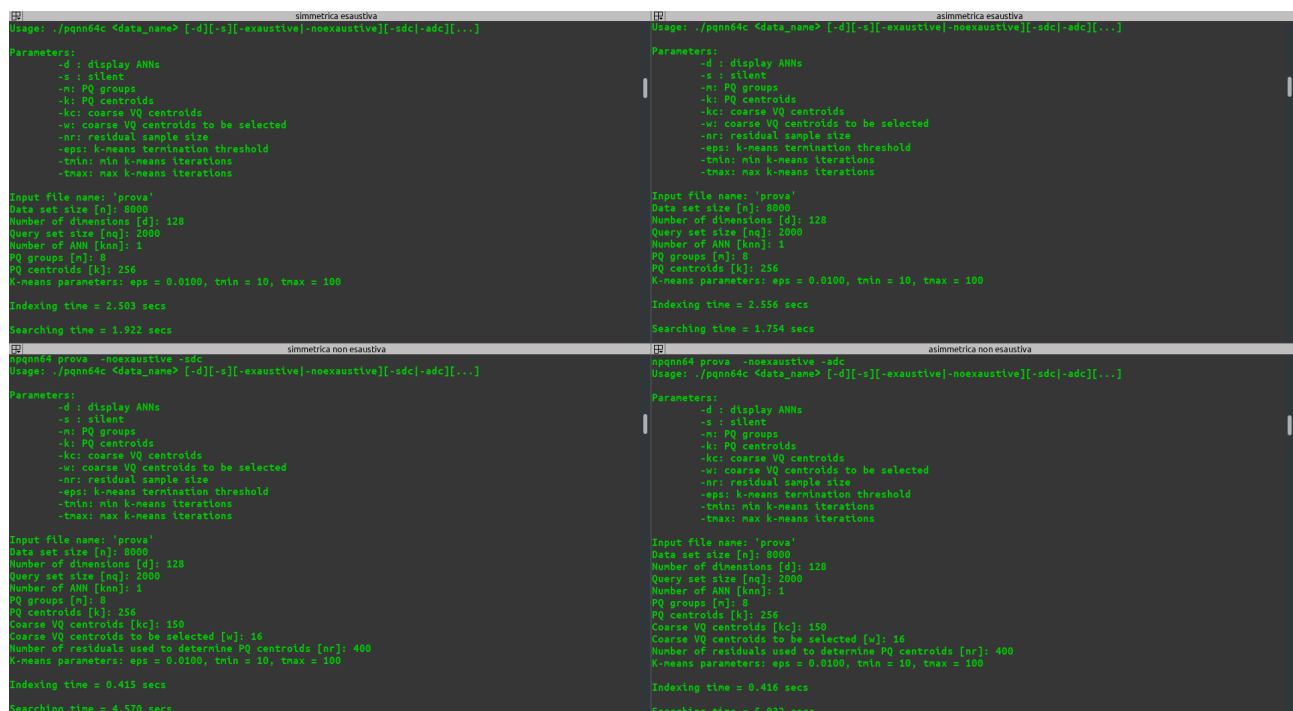 simmetrica esaustiva
Usage: ./pqnn64c <data_name> [-d][-s][-exaustive|-noexaustive][-sdc|-adc][...]
Parameters:
-d : display ANNs
-s : silent
-m: PQ groups
-k: PQ centroids
-kc: coarse VQ centroids
-w: coarse VQ centroids to be selected
-nr: residual sample size
-eps: k-means termination threshold
-tmin: min k-means iterations
-tmax: max k-means iterations
Input file name: 'prova'
Data set size [n]: 8000
Number of dimensions [d]: 128
Query set size [nq]: 2000
Number of ANN [knn]: 1
PQ groups [m]: 8
PQ centroids [k]: 256
K-means parameters: eps = 0.0100, tmin = 10, tmax = 100
Indexing time = 2.503 secs
Searching time = 1.922 secs
asimmetrica esaustiva
Usage: ./pqnn64c <data_name> [-d][-s][-exaustive|-noexaustive][-sdc|-adc][...]
Parameters:
-d : display ANNs
-s : silent
-m: PQ groups
-k: PQ centroids
-kc: coarse VQ centroids
-w: coarse VQ centroids to be selected
-nr: residual sample size
-eps: k-means termination threshold
-tmin: min k-means iterations
-tmax: max k-means iterations
Input file name: 'prova'
Data set size [n]: 8000
Number of dimensions [d]: 128
Query set size [nq]: 2000
Number of ANN [knn]: 1
PQ groups [m]: 8
PQ centroids [k]: 256
K-means parameters: eps = 0.0100, tmin = 10, tmax = 100
Indexing time = 2.556 secs
Searching time = 1.754 secs
simmetrica non esaustiva
npqnn64 prova -noexaustive -sdc
Usage: ./pqnn64c <data_name> [-d][-s][-exaustive|-noexaustive][-sdc|-adc][...]
Parameters:
-d : display ANNs
-s : silent
-m: PQ groups
-k: PQ centroids
-kc: coarse VQ centroids
-w: coarse VQ centroids to be selected
-nr: residual sample size
-eps: k-means termination threshold
-tmin: min k-means iterations
-tmax: max k-means iterations
Input file name: 'prova'
Data set size [n]: 8000
Number of dimensions [d]: 128
Query set size [nq]: 2000
Number of ANN [knn]: 1
PQ groups [m]: 8
PQ centroids [k]: 256
Coarse VQ centroids [kc]: 150
Coarse VQ centroids to be selected [w]: 16
Number of residuals used to determine PQ centroids [nr]: 400
K-means parameters: eps = 0.0100, tmin = 10, tmax = 100
Indexing time = 0.415 secs
Searching time = 4.570 secs
asimmetrica non esaustiva
npqnn64 prova -noexaustive -adc
Usage: ./pqnn64c <data_name> [-d][-s][-exaustive|-noexaustive][-sdc|-adc][...]
Parameters:
-d : display ANNs
-s : silent
-m: PQ groups
-k: PQ centroids
-kc: coarse VQ centroids
-w: coarse VQ centroids to be selected
-nr: residual sample size
-eps: k-means termination threshold
-tmin: min k-means iterations
-tmax: max k-means iterations
Input file name: 'prova'
Data set size [n]: 8000
Number of dimensions [d]: 128
Query set size [nq]: 2000
Number of ANN [knn]: 1
PQ groups [m]: 8
PQ centroids [k]: 256
Coarse VQ centroids [kc]: 150
Coarse VQ centroids to be selected [w]: 16
Number of residuals used to determine PQ centroids [nr]: 400
K-means parameters: eps = 0.0100, tmin = 10, tmax = 100
Indexing time = 0.416 secs
Searching time = secs